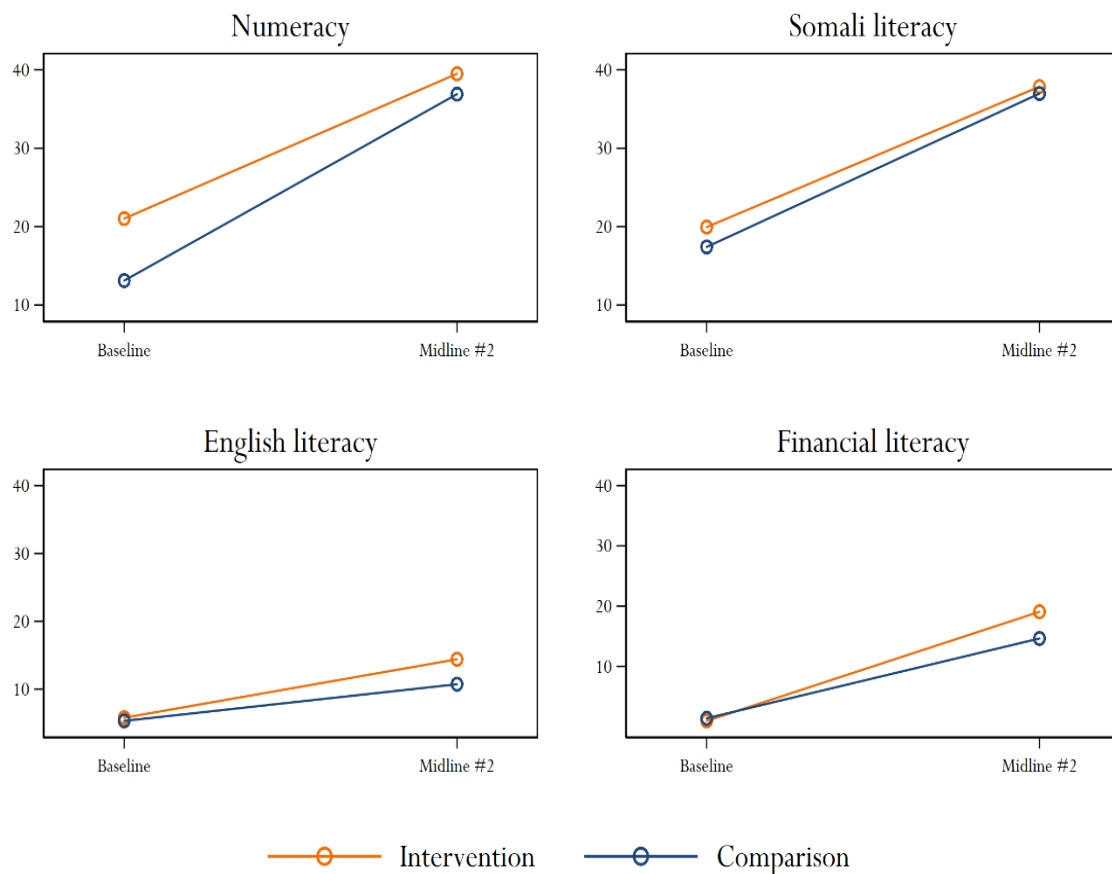 Numeracy
40
30
20
10
Baseline Midline #2
Somali literacy
40
30
20
10
Baseline Midline #2
English literacy
40
30
20
10
Baseline Midline #2
Financial literacy
40
30
20
10
Baseline Midline #2
Intervention Comparison